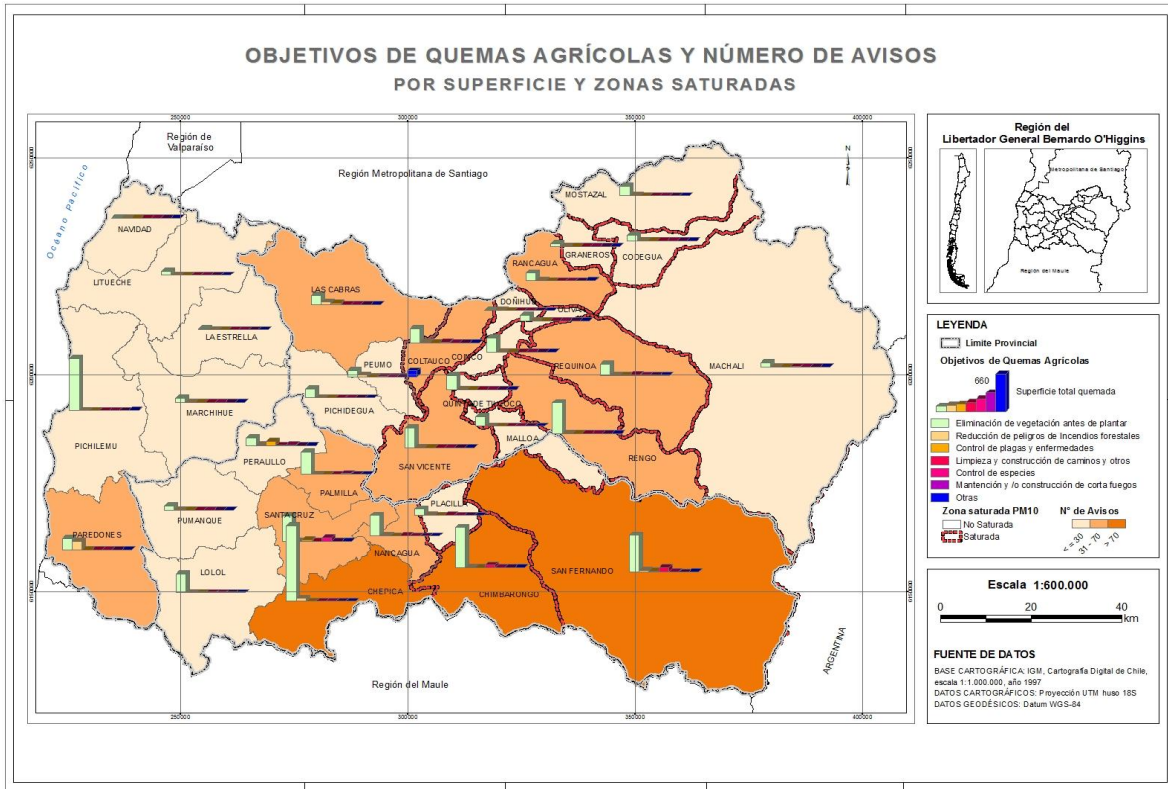 OBJETIVOS DE QUEMAS AGRÍCOLAS Y NÚMERO DE AVISOS
POR SUPERFICIE Y ZONAS SATURADAS
250000 300000 350000 400000
Región de
Valparaíso
Océano Pacífico
Región Metropolitana de Santiago
N
MOSTAZAL
NAVIDAD
GRANEROS
CODEGUA
RANCAGUA
LITUECHE
LAS CABRAS
DOÑIHUE
OLIVAR
LA ESTRELLA
PEUMO
COLTAUCO
REQUINOA
MACHALI
MARCHIHUE
PICHIDEGUA
QUINTA DE TILCOCO
PICHILEMU
MALLOA
PERALILLO
SAN VICENTE
RENGO
PALMILLA
PLACILLA
PUMANQUE
SANTA CRUZ
PAREDONES
NANCAGUA
LOLOL
SAN FERNANDO
CHEPICA
CHIMBARONGO
ARGENTINA
Región del Maule
250000 300000 350000 400000
Región del
Libertador General Bernardo O'Higgins
Metropolitana de Santiago
Región del Maule
LEYENDA
Límite Provincial
Objetivos de Quemas Agrícolas
660
Superficie total quemada
Eliminación de vegetación antes de plantar
Reducción de peligros de Incendios forestales
Control de plagas y enfermedades
Limpieza y construcción de caminos y otros
Control de especies
Mantención y /o construcción de corta fuegos
Otras
Zona saturada PM10
No Saturada
Saturada
N° de Avisos
< = 30
31 - 70
> 70
Escala 1:600.000
0 20 40
km
FUENTE DE DATOS
BASE CARTOGRÁFICA: IGM, Cartografía Digital de Chile,
escala 1:1.000.000, año 1997
DATOS CARTOGRÁFICOS: Proyección UTM huso 18S
DATOS GEODÉSICOS: Datum WGS-84